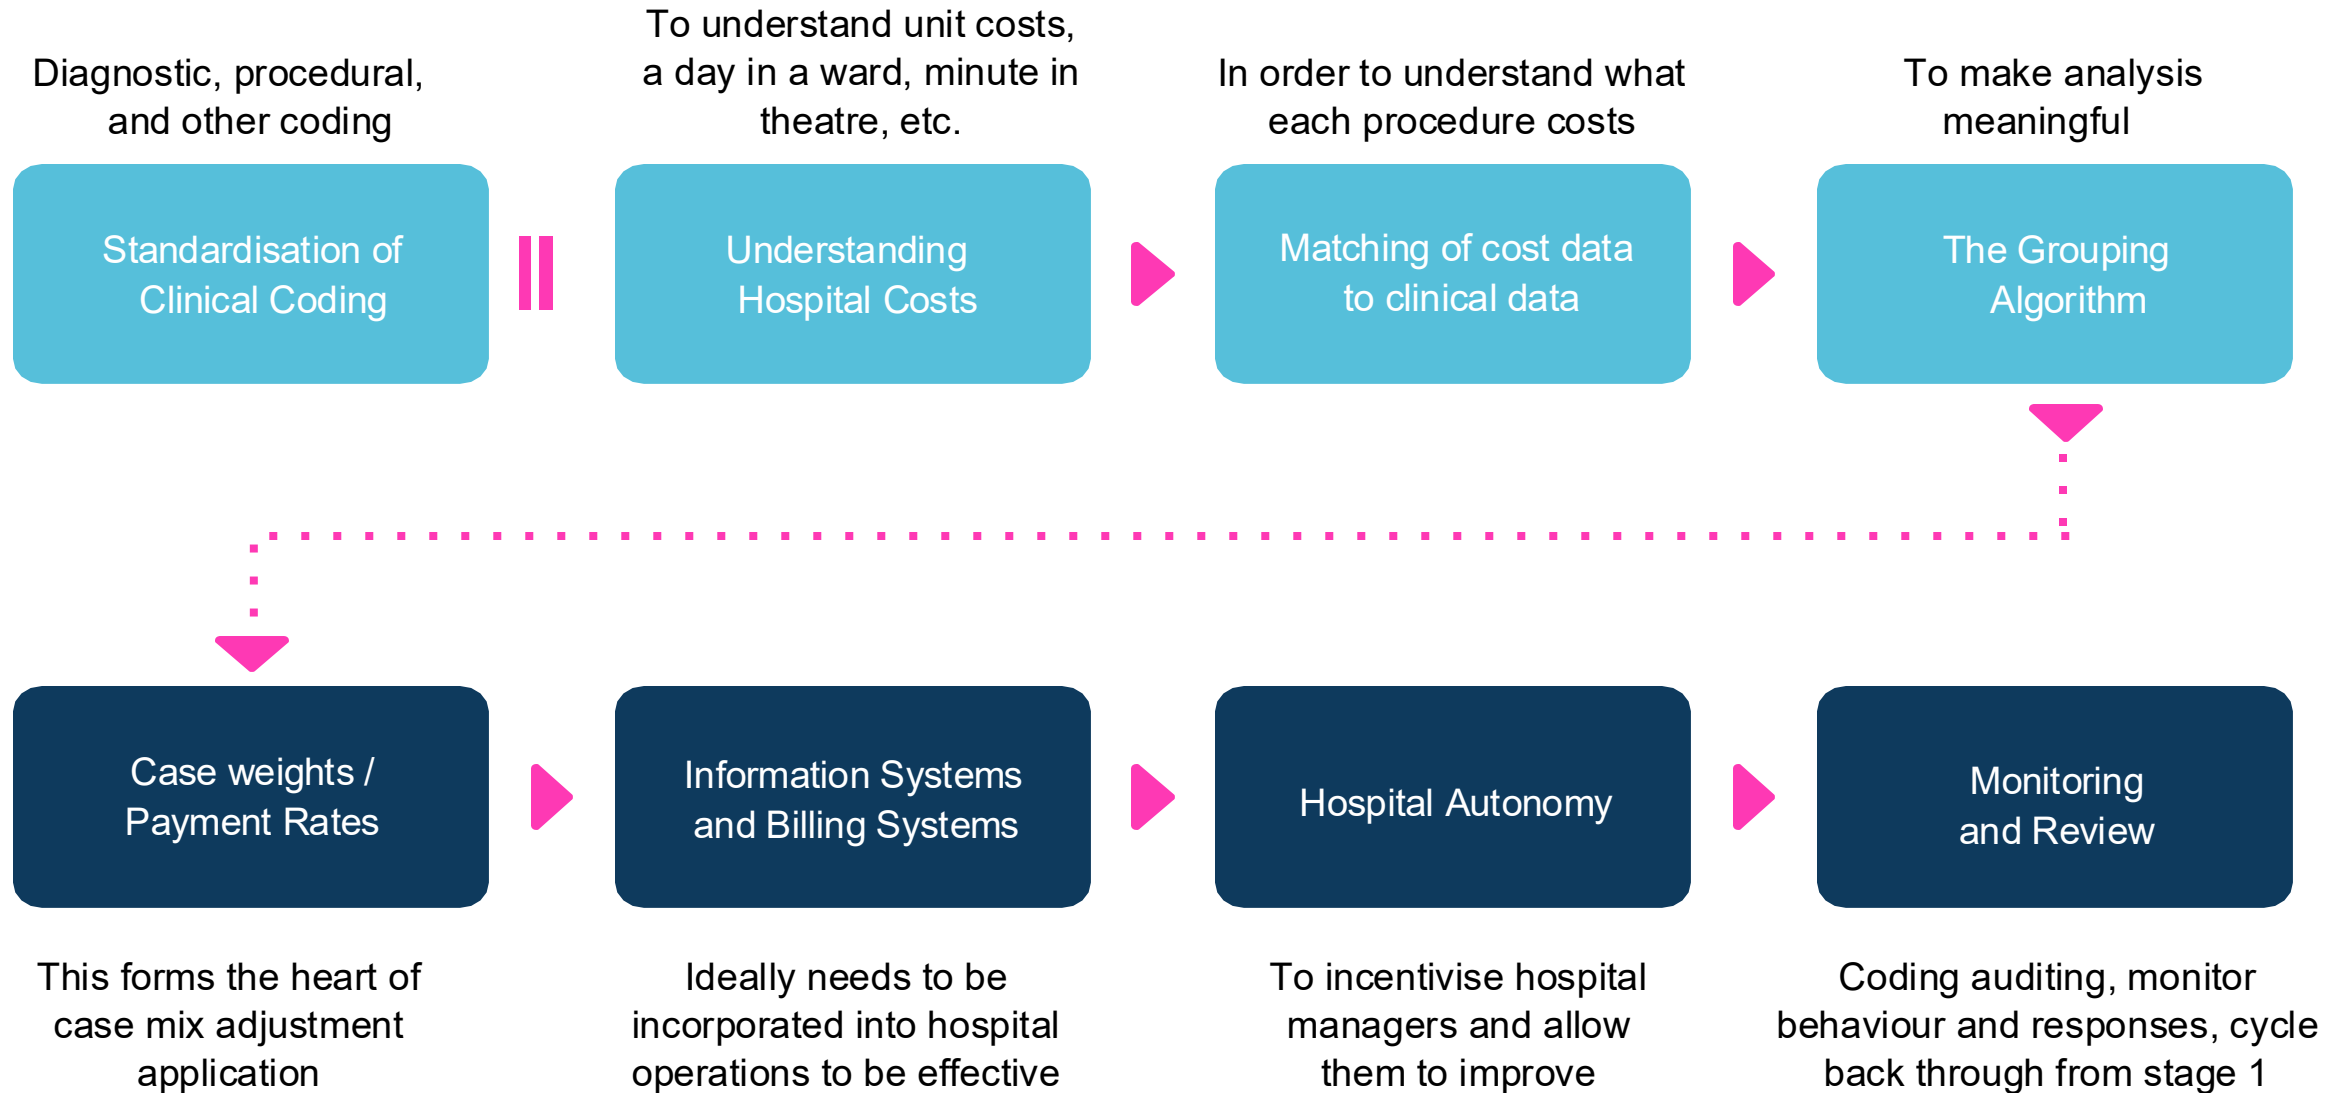 Diagnostic, procedural,
and other coding
To understand unit costs,
a day in a ward, minute in
theatre, etc.
In order to understand what
each procedure costs
To make analysis
meaningful
Standardisation of
Clinical Coding
Understanding
Hospital Costs
Matching of cost data
to clinical data
The Grouping
Algorithm
Case weights /
Payment Rates
Information Systems
and Billing Systems
Hospital Autonomy
Monitoring
and Review
This forms the heart of
case mix adjustment
application
Ideally needs to be
incorporated into hospital
operations to be effective
To incentivise hospital
managers and allow
them to improve
Coding auditing, monitor
behaviour and responses, cycle
back through from stage 1